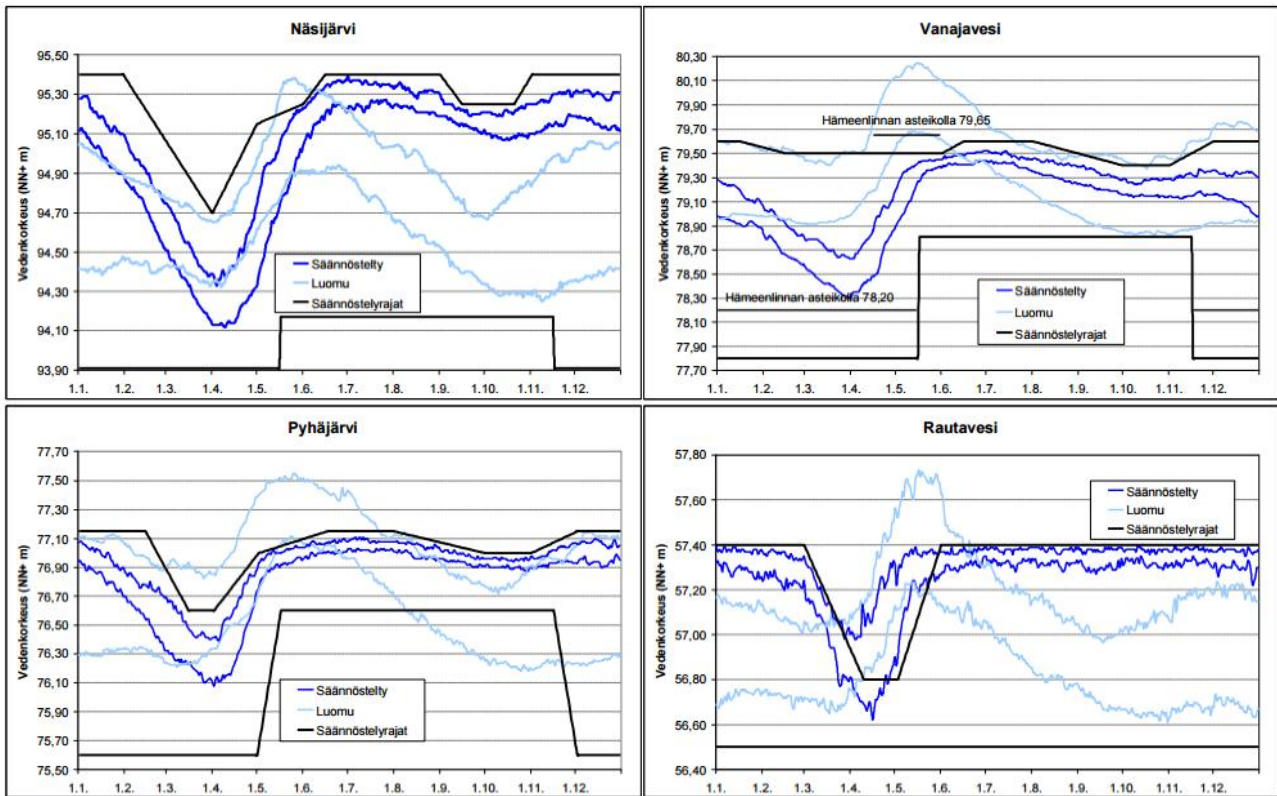 Näsijärvi
Vedenkorkeus (NN+ m)
95,50
95,30
95,10
94,90
94,70
94,50
94,30
94,10
93,90
Säännöstelty
Luomu
Säännöstelyrajat
1.1. 1.2. 1.3. 1.4. 1.5. 1.6. 1.7. 1.8. 1.9. 1.10. 1.11. 1.12.
Vanajavesi
Vedenkorkeus (NN+ m)
80,30
80,10
79,90
79,70
79,50
79,30
79,10
78,90
78,70
78,50
78,30
78,10
77,90
77,70
Hämeenlinnan asteikolla 79,65
Hämeenlinnan asteikolla 78,20
Säännöstelty
Luomu
Säännöstelyrajat
1.1. 1.2. 1.3. 1.4. 1.5. 1.6. 1.7. 1.8. 1.9. 1.10. 1.11. 1.12.
Pyhäjärvi
Vedenkorkeus (NN+ m)
77,70
77,50
77,30
77,10
76,90
76,70
76,50
76,30
76,10
75,90
75,70
75,50
Säännöstelty
Luomu
Säännöstelyrajat
1.1. 1.2. 1.3. 1.4. 1.5. 1.6. 1.7. 1.8. 1.9. 1.10. 1.11. 1.12.
Rautavesi
Vedenkorkeus (NN+ m)
57,80
57,60
57,40
57,20
57,00
56,80
56,60
56,40
Säännöstelty
Luomu
Säännöstelyrajat
1.1. 1.2. 1.3. 1.4. 1.5. 1.6. 1.7. 1.8. 1.9. 1.10. 1.11. 1.12.